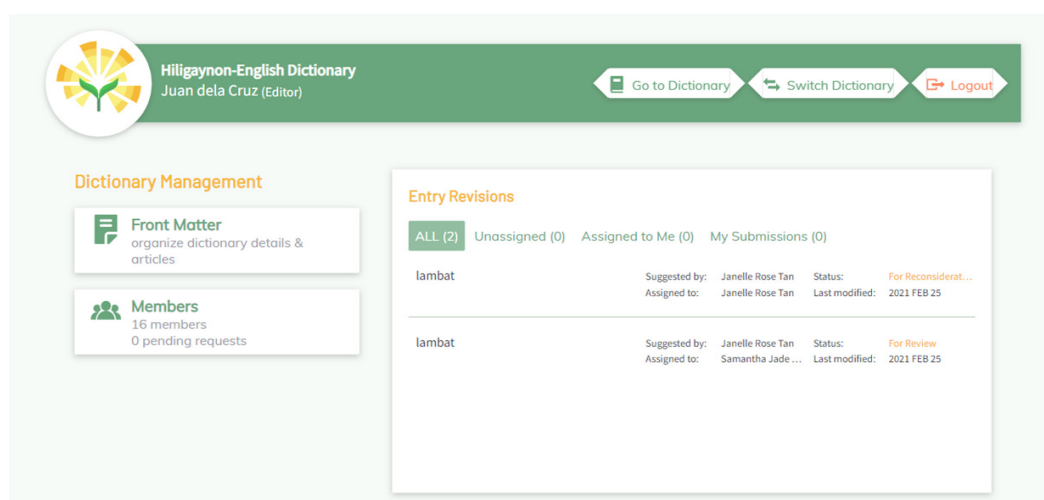 Hiligaynon-English Dictionary
Juan dela Cruz (Editor)
Go to Dictionary
Switch Dictionary
Logout
Dictionary Management
Front Matter
organize dictionary details &
articles
Members
16 members
0 pending requests
Entry Revisions
ALL (2) Unassigned (0) Assigned to Me (0) My Submissions (0)
lambat Suggested by: Janelle Rose Tan Status: For Reconsiderat...
Assigned to: Janelle Rose Tan Last modified: 2021 FEB 25
lambat Suggested by: Janelle Rose Tan Status: For Review
Assigned to: Samantha Jade ... Last modified: 2021 FEB 25